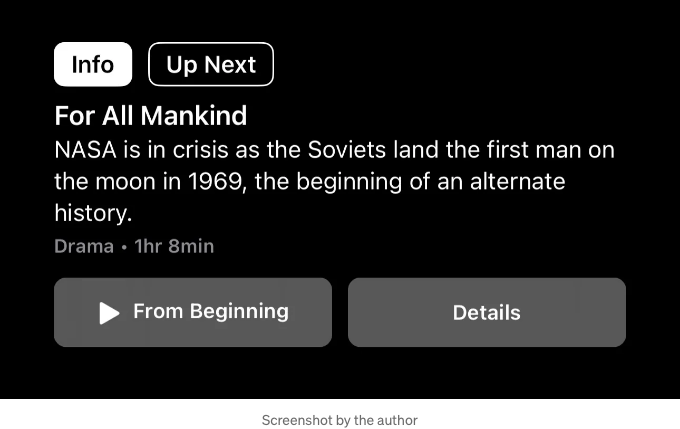 Info Up Next
For All Mankind
NASA is in crisis as the Soviets land the first man on
the moon in 1969, the beginning of an alternate
history.
Drama • 1hr 8min
From Beginning Details
Screenshot by the author